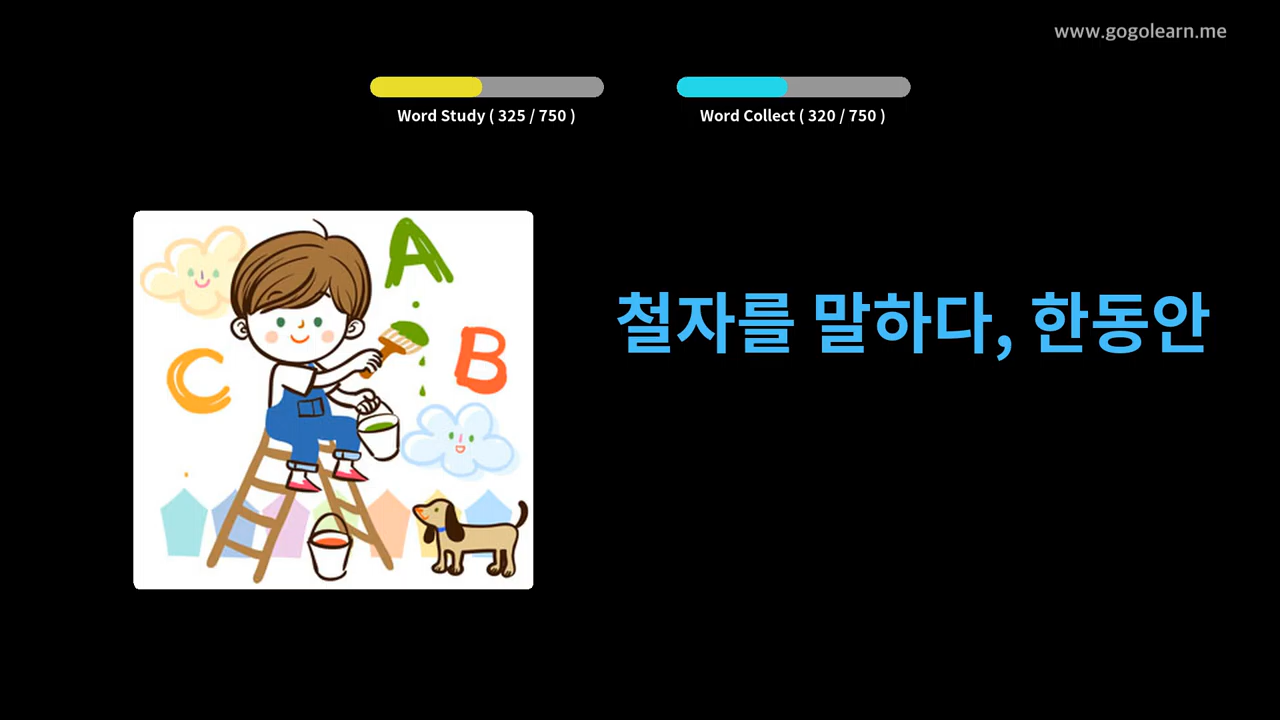 www.gogolearn.me
Word Study ( 325 / 750 )
Word Collect ( 320 / 750 )
A
B
C
철자를 말하다, 한동안